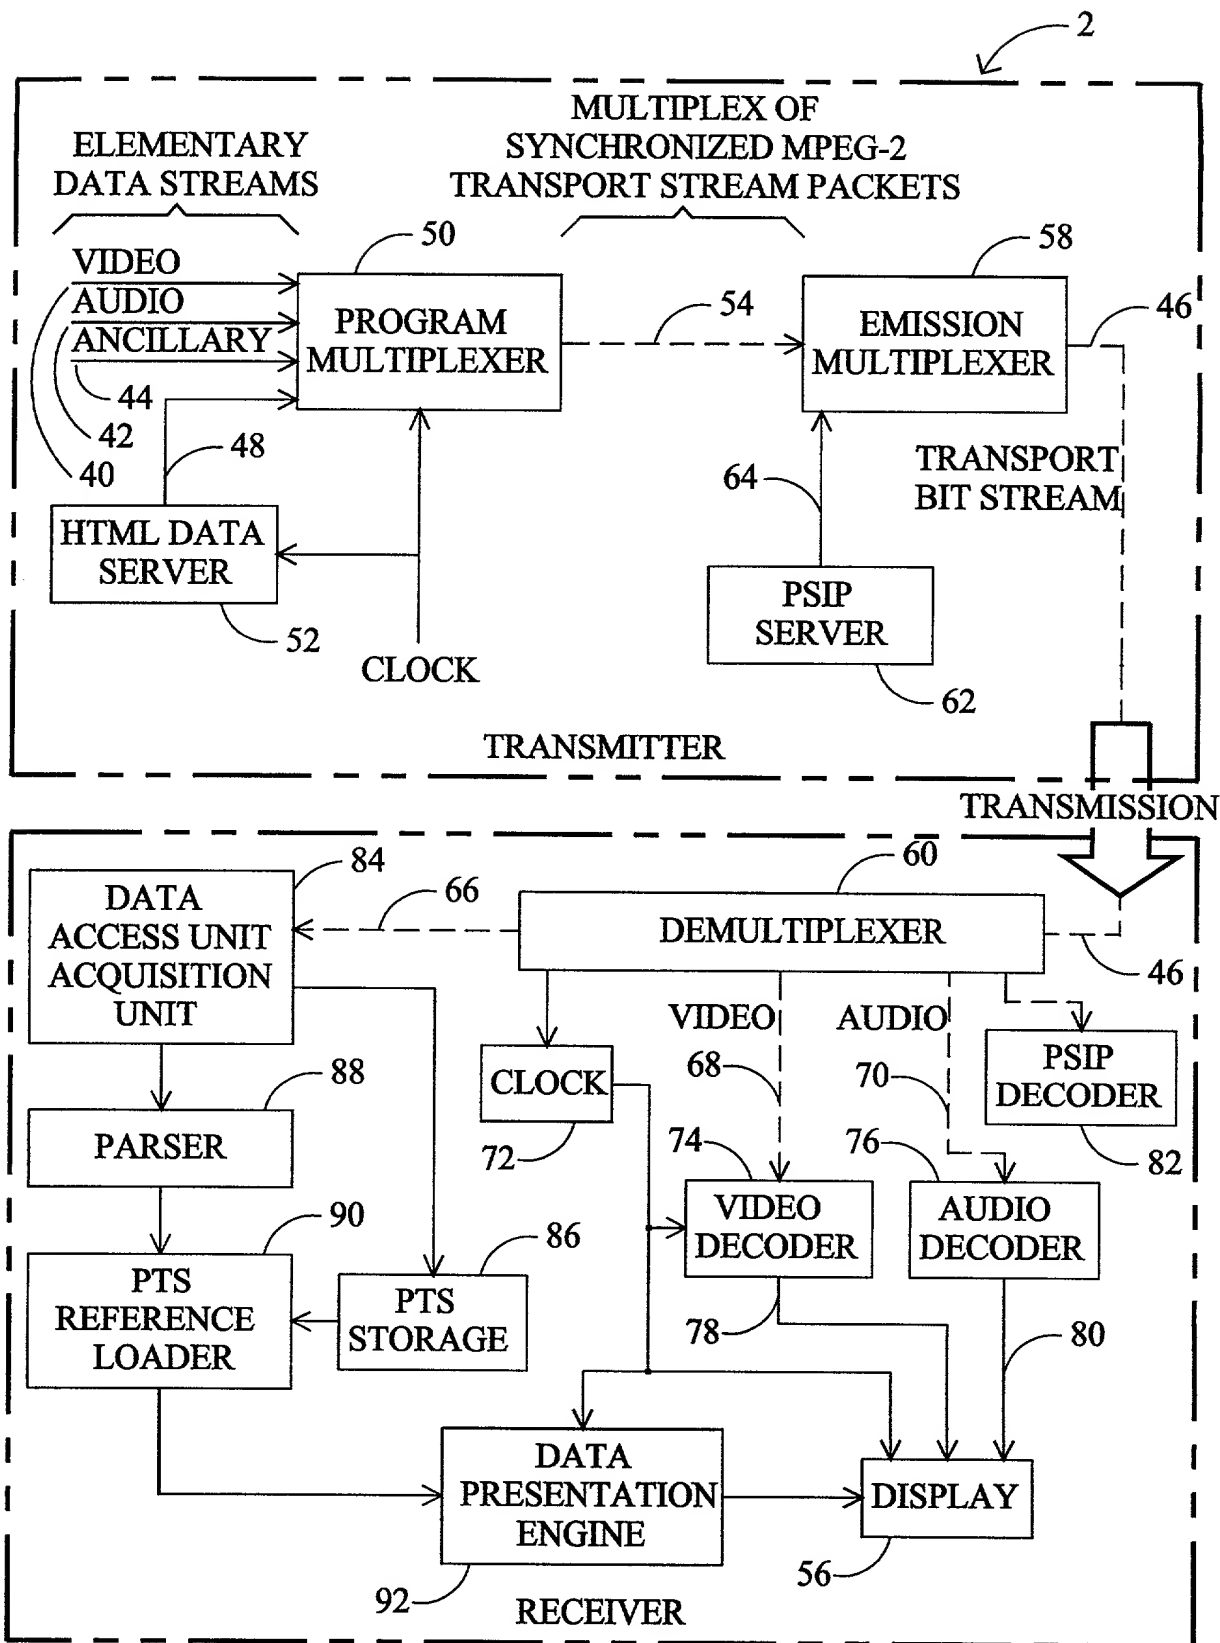 2
MULTIPLEX OF
SYNCHRONIZED MPEG-2
TRANSPORT STREAM PACKETS
ELEMENTARY
DATA STREAMS
VIDEO
AUDIO
ANCILLARY
44
42
40
48
50
PROGRAM
MULTIPLEXER
54
58
EMISSION
MULTIPLEXER
46
TRANSPORT
BIT STREAM
64
HTML DATA
SERVER
52
CLOCK
PSIP
SERVER
62
TRANSMITTER
TRANSMISSION
84
DATA
ACCESS UNIT
ACQUISITION
UNIT
66
60
DEMULTIPLEXER
46
VIDEO
AUDIO
68
70
CLOCK
72
PSIP
DECODER
82
88
PARSER
74
VIDEO
DECODER
76
AUDIO
DECODER
90
PTS
REFERENCE
LOADER
86
PTS
STORAGE
78
80
DATA
PRESENTATION
ENGINE
92
DISPLAY
56
RECEIVER